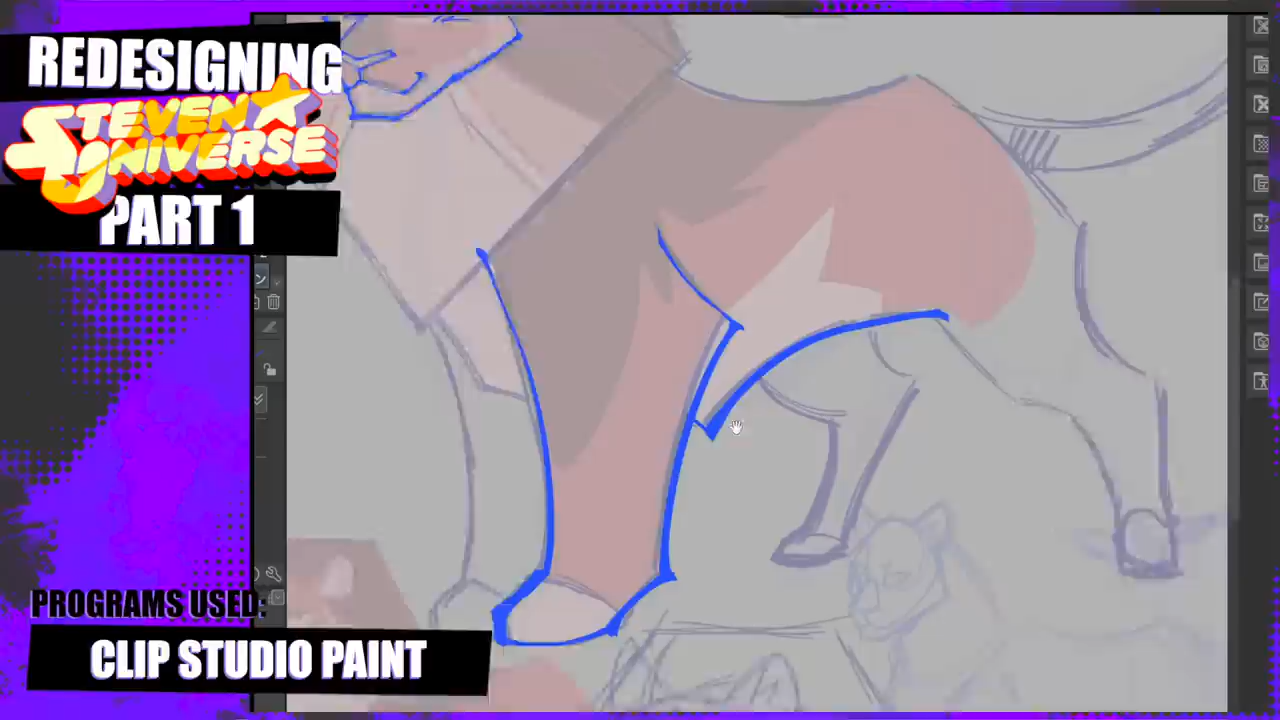 REDESIGNING
STEVEN
UNIVERSE
PART 1
PROGRAMS USED:
CLIP STUDIO PAINT